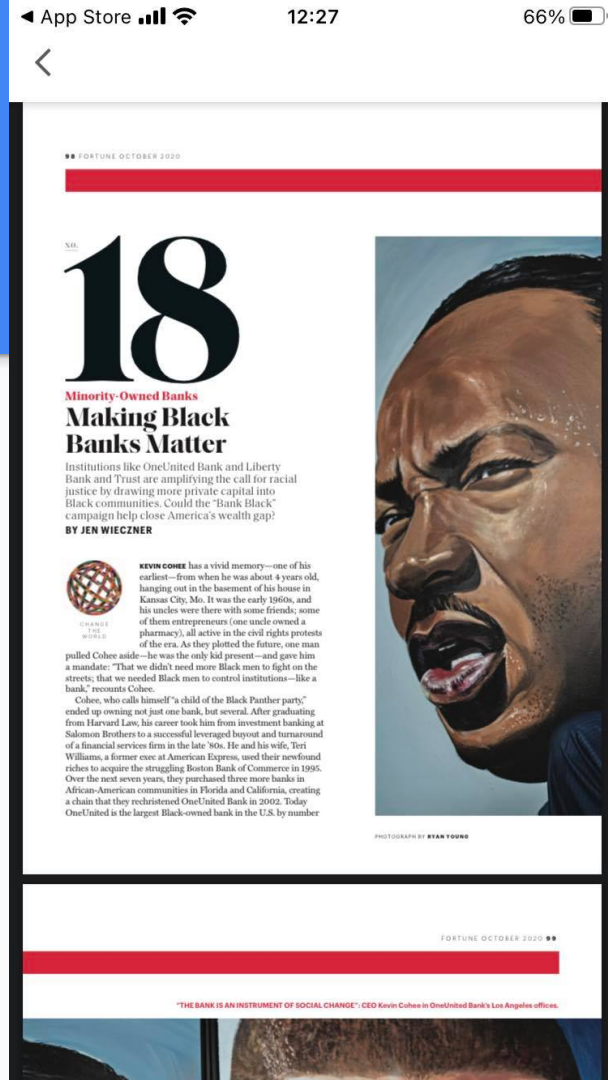 ◀ App Store
12:27
66%
98 FORTUNE OCTOBER 2020
NO.
18
Minority-Owned Banks
Making Black
Banks Matter
Institutions like OneUnited Bank and Liberty
Bank and Trust are amplifying the call for racial
justice by drawing more private capital into
Black communities. Could the “Bank Black”
campaign help close America’s wealth gap?
BY JEN WIECZNER
CHANGE
THE
WORLD
KEVIN COHEE has a vivid memory—one of his
earliest—from when he was about 4 years old,
hanging out in the basement of his house in
Kansas City, Mo. It was the early 1960s, and
his uncles were there with some friends; some
of them entrepreneurs (one uncle owned a
pharmacy), all active in the civil rights protests
of the era. As they plotted the future, one man
pulled Cohee aside—he was the only kid present—and gave him
a mandate: “That we didn’t need more Black men to fight on the
streets; that we needed Black men to control institutions—like a
bank,” recounts Cohee.
Cohee, who calls himself “a child of the Black Panther party,”
ended up owning not just one bank, but several. After graduating
from Harvard Law, his career took him from investment banking at
Salomon Brothers to a successful leveraged buyout and turnaround
of a financial services firm in the late ’80s. He and his wife, Teri
Williams, a former exec at American Express, used their newfound
riches to acquire the struggling Boston Bank of Commerce in 1995.
Over the next seven years, they purchased three more banks in
African-American communities in Florida and California, creating
a chain that they rechristened OneUnited Bank in 2002. Today
OneUnited is the largest Black-owned bank in the U.S. by number
PHOTOGRAPH BY RYAN YOUNG
FORTUNE OCTOBER 2020 99
“THE BANK IS AN INSTRUMENT OF SOCIAL CHANGE”: CEO Kevin Cohee in OneUnited Bank’s Los Angeles offices.